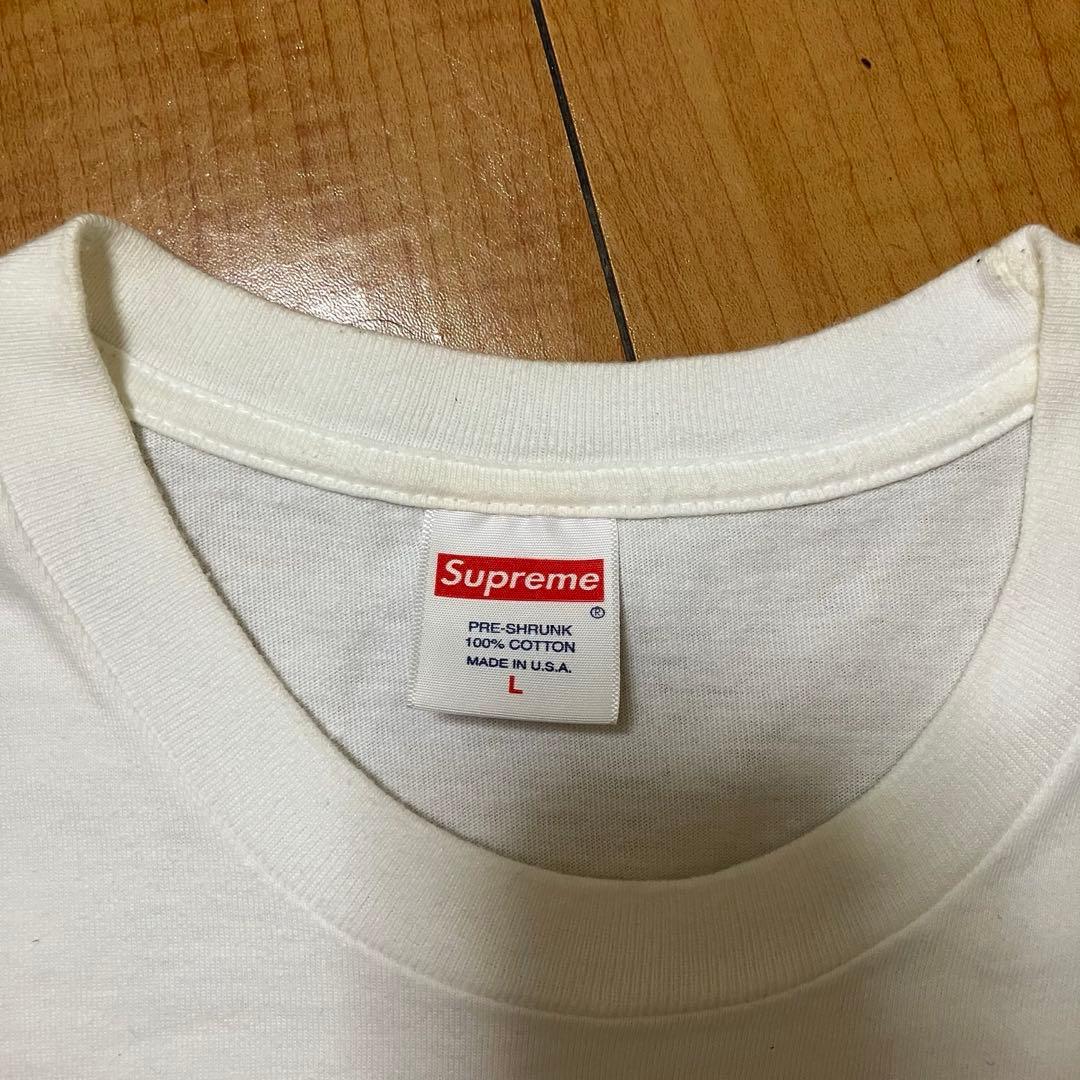 Supreme
®
PRE-SHRUNK
100% COTTON
MADE IN U.S.A.
L